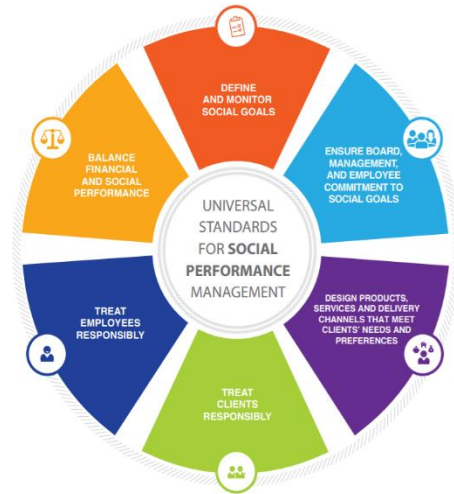 DEFINE
AND MONITOR
SOCIAL GOALS
ENSURE BOARD,
MANAGEMENT,
AND EMPLOYEE
COMMITMENT TO
SOCIAL GOALS
DESIGN PRODUCTS,
SERVICES AND DELIVERY
CHANNELS THAT MEET
CLIENTS' NEEDS AND
PREFERENCES
TREAT
CLIENTS
RESPONSIBLY
TREAT
EMPLOYEES
RESPONSIBLY
BALANCE
FINANCIAL
AND SOCIAL
PERFORMANCE
UNIVERSAL
STANDARDS
FOR SOCIAL
PERFORMANCE
MANAGEMENT